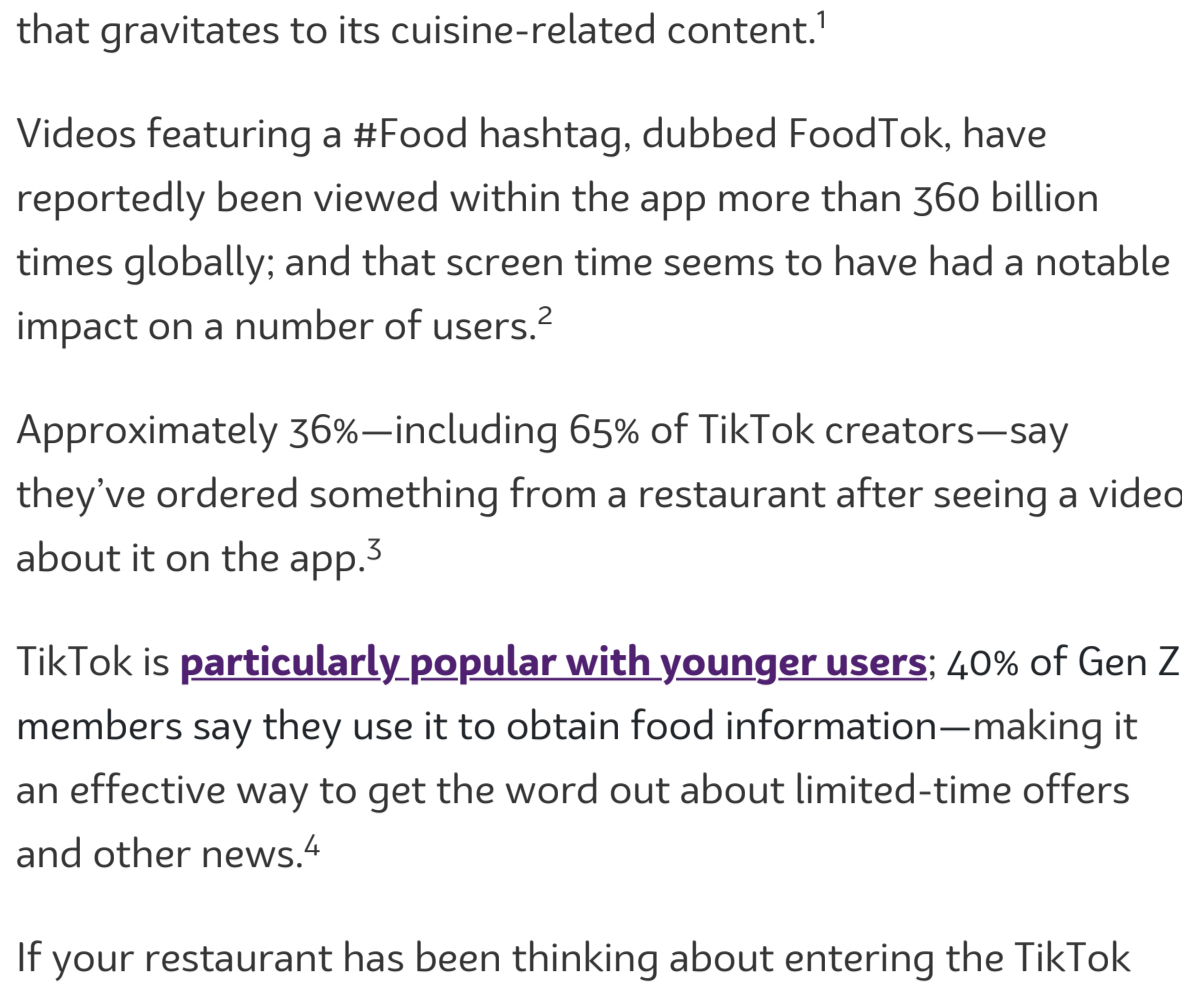 that gravitates to its cuisine-related content.¹
Videos featuring a #Food hashtag, dubbed FoodTok, have
reportedly been viewed within the app more than 360 billion
times globally; and that screen time seems to have had a notable
impact on a number of users.²
Approximately 36%—including 65% of TikTok creators—say
they’ve ordered something from a restaurant after seeing a video
about it on the app.³
TikTok is particularly popular with younger users; 40% of Gen Z
members say they use it to obtain food information—making it
an effective way to get the word out about limited-time offers
and other news.⁴
If your restaurant has been thinking about entering the TikTok